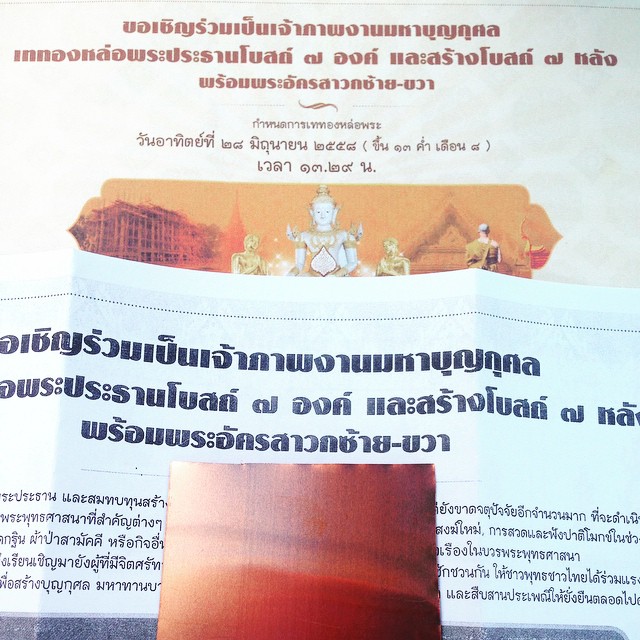 ขอเชิญร่วมเป็นเจ้าภาพงานมหาบุญกุศล
เททองหล่อพระประธานโบสถ์ ๗ องค์ และสร้างโบสถ์ ๗ หลัง
พร้อมพระอัครสาวกซ้าย-ขวา
กำหนดการเททองหล่อพระ
วันอาทิตย์ที่ ๒๘ มิถุนายน ๒๕๕๘ ( ขึ้น ๑๓ ค่ำ เดือน ๘ )
เวลา ๑๓.๒๙ น.
อเชิญร่วมเป็นเจ้าภาพงานมหาบุญกุศล
อพระประธานโบสถ์ ๗ องค์ และสร้างโบสถ์ ๗ หลัง
พร้อมพระอัครสาวกซ้าย-ขวา
ระประธาน และสมทบทุนสร้าง ยังขาดจตุปัจจัยอีกจำนวนมาก ที่จะดำเนิ
พระพุทธศาสนาที่สำคัญต่างๆ สงฆ์ใหม่, การสวดและฟังปาติโมกข์ในช่ว
กฐิน ผ้าป่าสามัคคี หรือกิจอื่น เรื่องในบวรพระพุทธศาสนา
งเรียนเชิญมายังผู้ที่มีจิตศรัท ชักชวนกัน ให้ชาวพุทธชาวไทยได้ร่วมแรง
พื่อสร้างบุญกุศล มหาทานบา และสืบสานประเพณีให้ยั่งยืนตลอดไป